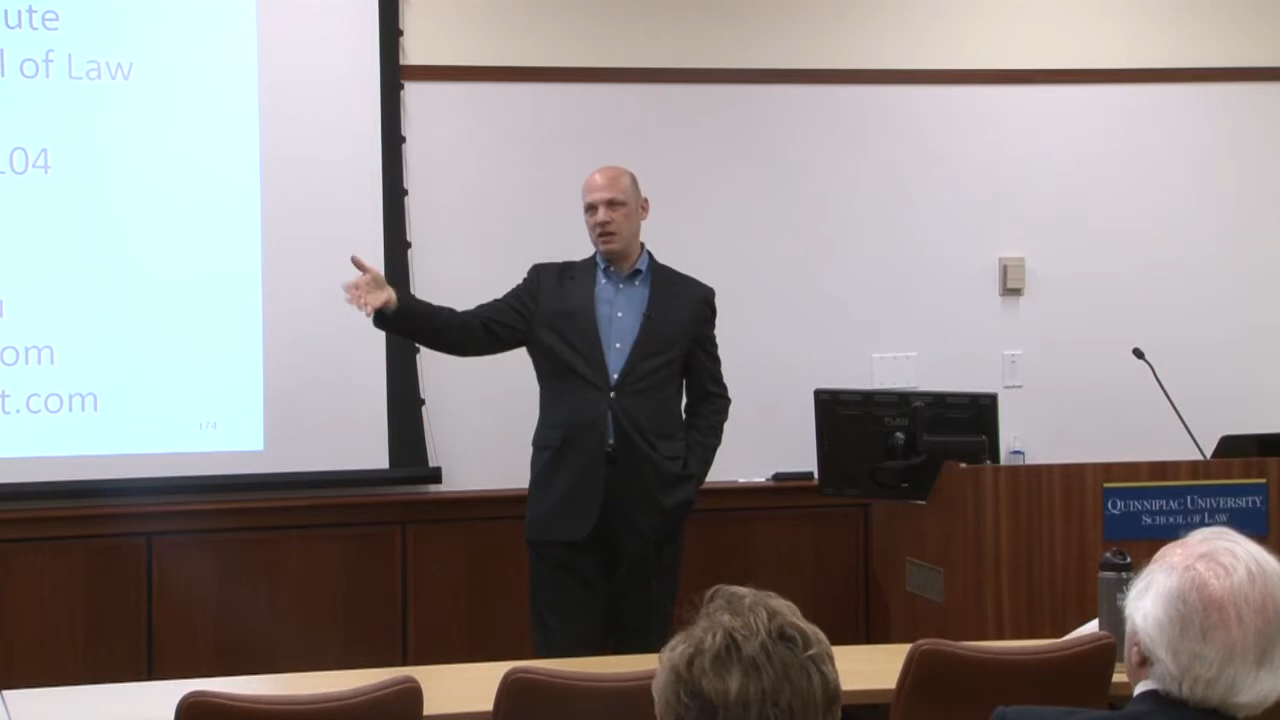 ute
l of Law
104
om
t.com
174
QUINNIPIAC UNIVERSITY
SCHOOL OF LAW